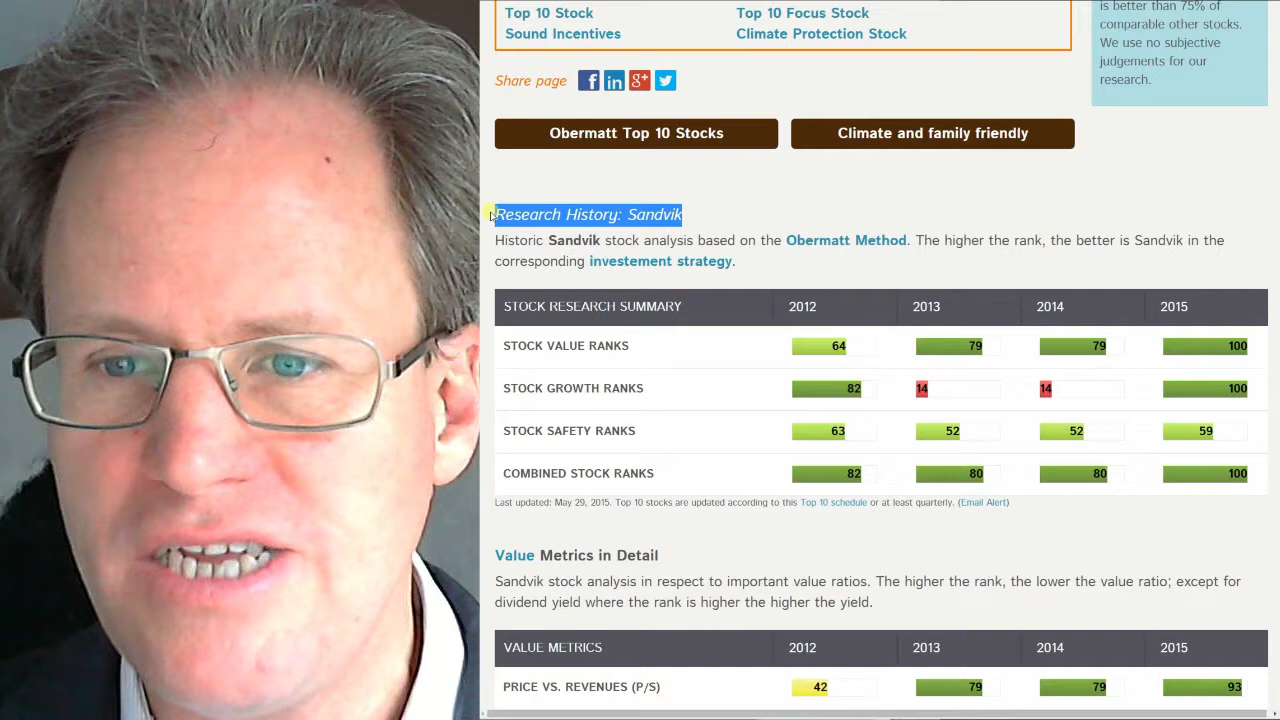 Top 10 Stock Top 10 Focus Stock
Sound Incentives Climate Protection Stock
is better than 75% of
comparable other stocks.
We use no subjective
judgements for our
research.
Share page f in g+
Obermatt Top 10 Stocks Climate and family friendly
Research History: Sandvik
Historic Sandvik stock analysis based on the Obermatt Method. The higher the rank, the better is Sandvik in the
corresponding investement strategy.
STOCK RESEARCH SUMMARY 2012 2013 2014 2015
STOCK VALUE RANKS 64 79 79 100
STOCK GROWTH RANKS 82 14 14 100
STOCK SAFETY RANKS 63 52 52 59
COMBINED STOCK RANKS 82 80 80 100
Last updated: May 29, 2015. Top 10 stocks are updated according to this Top 10 schedule or at least quarterly. (Email Alert)
Value Metrics in Detail
Sandvik stock analysis in respect to important value ratios. The higher the rank, the lower the value ratio; except for
dividend yield where the rank is higher the higher the yield.
VALUE METRICS 2012 2013 2014 2015
PRICE VS. REVENUES (P/S) 42 79 79 93